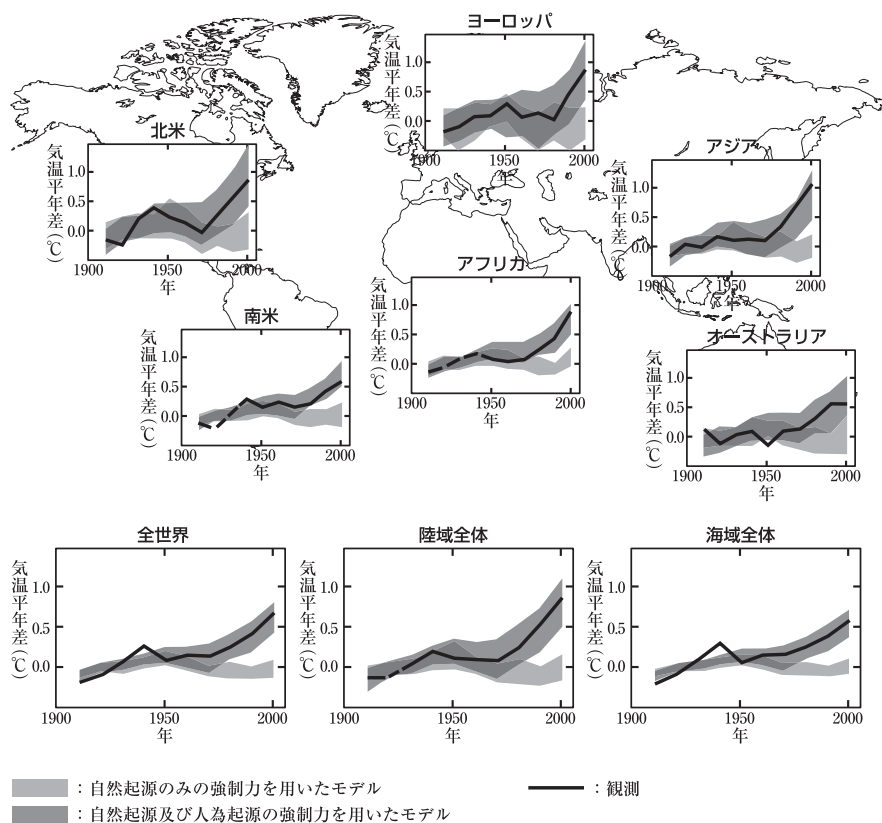 ヨーロッパ
気温平年差(℃)
1.0
0.5
0.0
1900
1950
2000
年
北米
気温平年差(℃)
1.0
0.5
0.0
1900
1950
2000
年
アジア
気温平年差(℃)
1.0
0.5
0.0
1900
1950
2000
年
アフリカ
気温平年差(℃)
1.0
0.5
0.0
1900
1950
2000
年
南米
気温平年差(℃)
1.0
0.5
0.0
1900
1950
2000
年
オーストラリア
気温平年差(℃)
1.0
0.5
0.0
1900
1950
2000
年
全世界
気温平年差(℃)
1.0
0.5
0.0
1900
1950
2000
年
陸域全体
気温平年差(℃)
1.0
0.5
0.0
1900
1950
2000
年
海域全体
気温平年差(℃)
1.0
0.5
0.0
1900
1950
2000
年
:自然起源のみの強制力を用いたモデル
:観測
:自然起源及び人為起源の強制力を用いたモデル